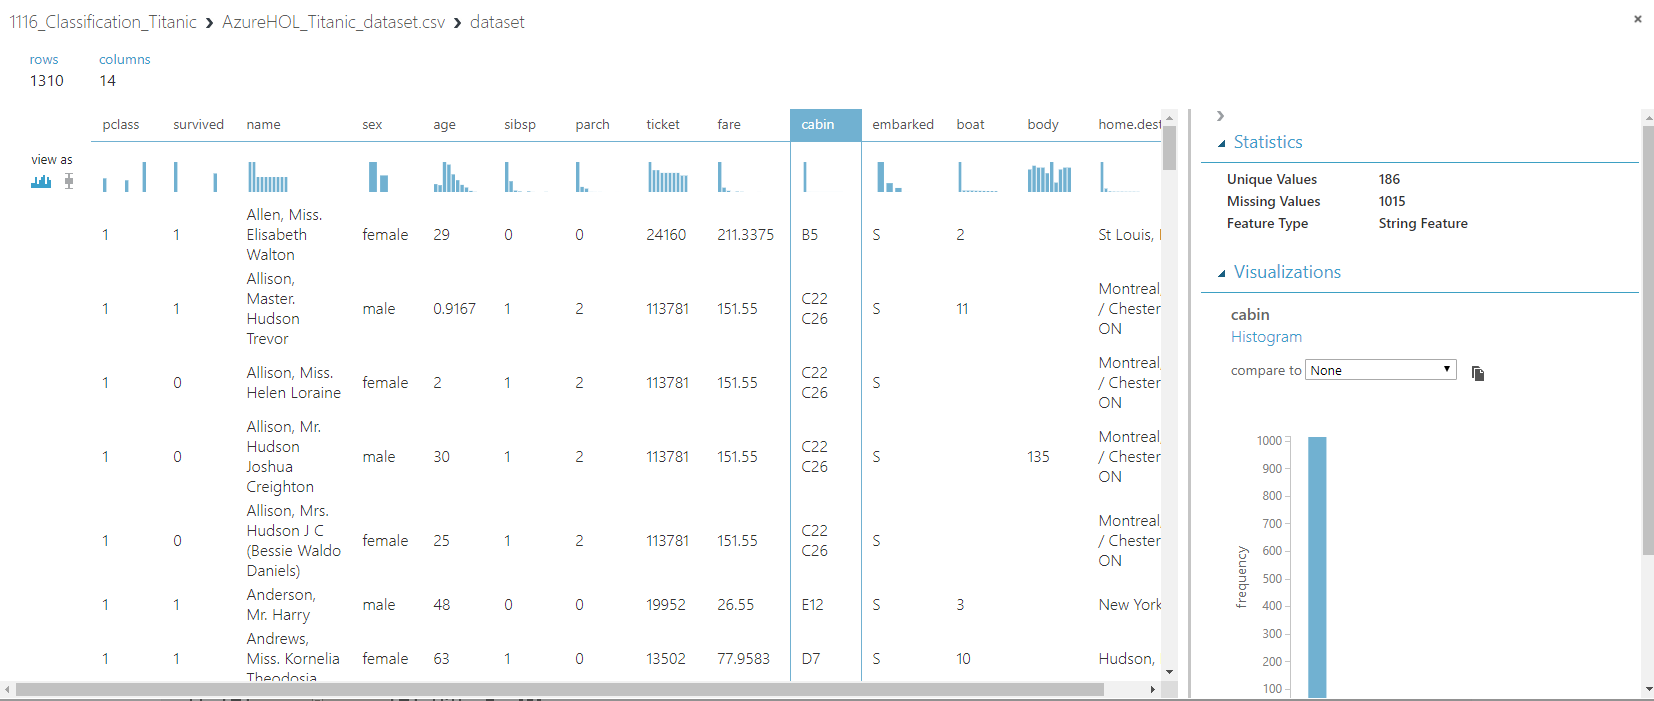 1116_Classification_Titanic › AzureHOL_Titanic_dataset.csv › dataset
rows columns
1310 14
pclass survived name sex age sibsp parch ticket fare cabin embarked boat body home.dest
view as
Allen, Miss.
1 1 Elisabeth female 29 0 0 24160 211.3375 B5 S 2 St Louis,
Walton
Allison,
Master. Montreal,
1 1 Hudson male 0.9167 1 2 113781 151.55 C22 C26 S 11 / Chester
Trevor ON
Montreal,
1 0 Allison, Miss. Helen Loraine female 2 1 2 113781 151.55 C22 C26 S / Chester
ON
Allison, Mr.
Hudson Montreal,
1 0 Joshua male 30 1 2 113781 151.55 C22 C26 S 135 / Chester
Creighton ON
Allison, Mrs.
Hudson J C Montreal,
1 0 (Bessie Waldo female 25 1 2 113781 151.55 C22 C26 S / Chester
Daniels) ON
Anderson,
1 1 Mr. Harry male 48 0 0 19952 26.55 E12 S 3 New York
Andrews,
1 1 Miss. Kornelia female 63 1 0 13502 77.9583 D7 S 10 Hudson,
Theodosia
Statistics
Unique Values 186
Missing Values 1015
Feature Type String Feature
Visualizations
cabin
Histogram
compare to None
1000
900
800
700
600
500
400
300
200
100
frequency